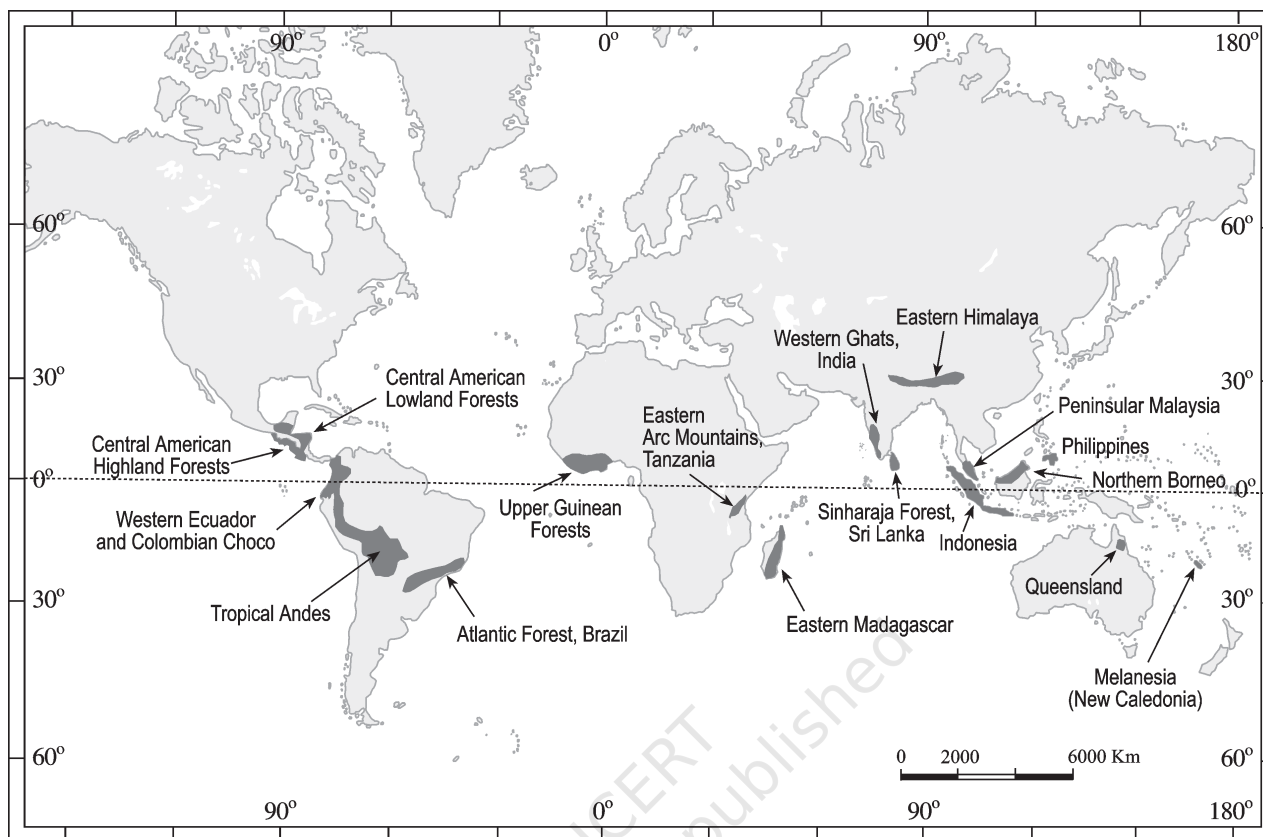 90º 0º 90º 180º
60º 60º
Eastern Himalaya
Western Ghats,
India
30º 30º
Central American
Lowland Forests
Peninsular Malaysia
Eastern
Arc Mountains,
Tanzania
Central American
Highland Forests
Philippines
Northern Borneo
0º 0º
Upper Guinean
Forests
Sinharaja Forest,
Sri Lanka
Indonesia
Western Ecuador
and Colombian Choco
Queensland
30º 30º
Tropical Andes
Atlantic Forest, Brazil
Eastern Madagascar
Melanesia
(New Caledonia)
60º 60º
0 2000 6000 Km
90º 0º 90º 180º
NCERT
published